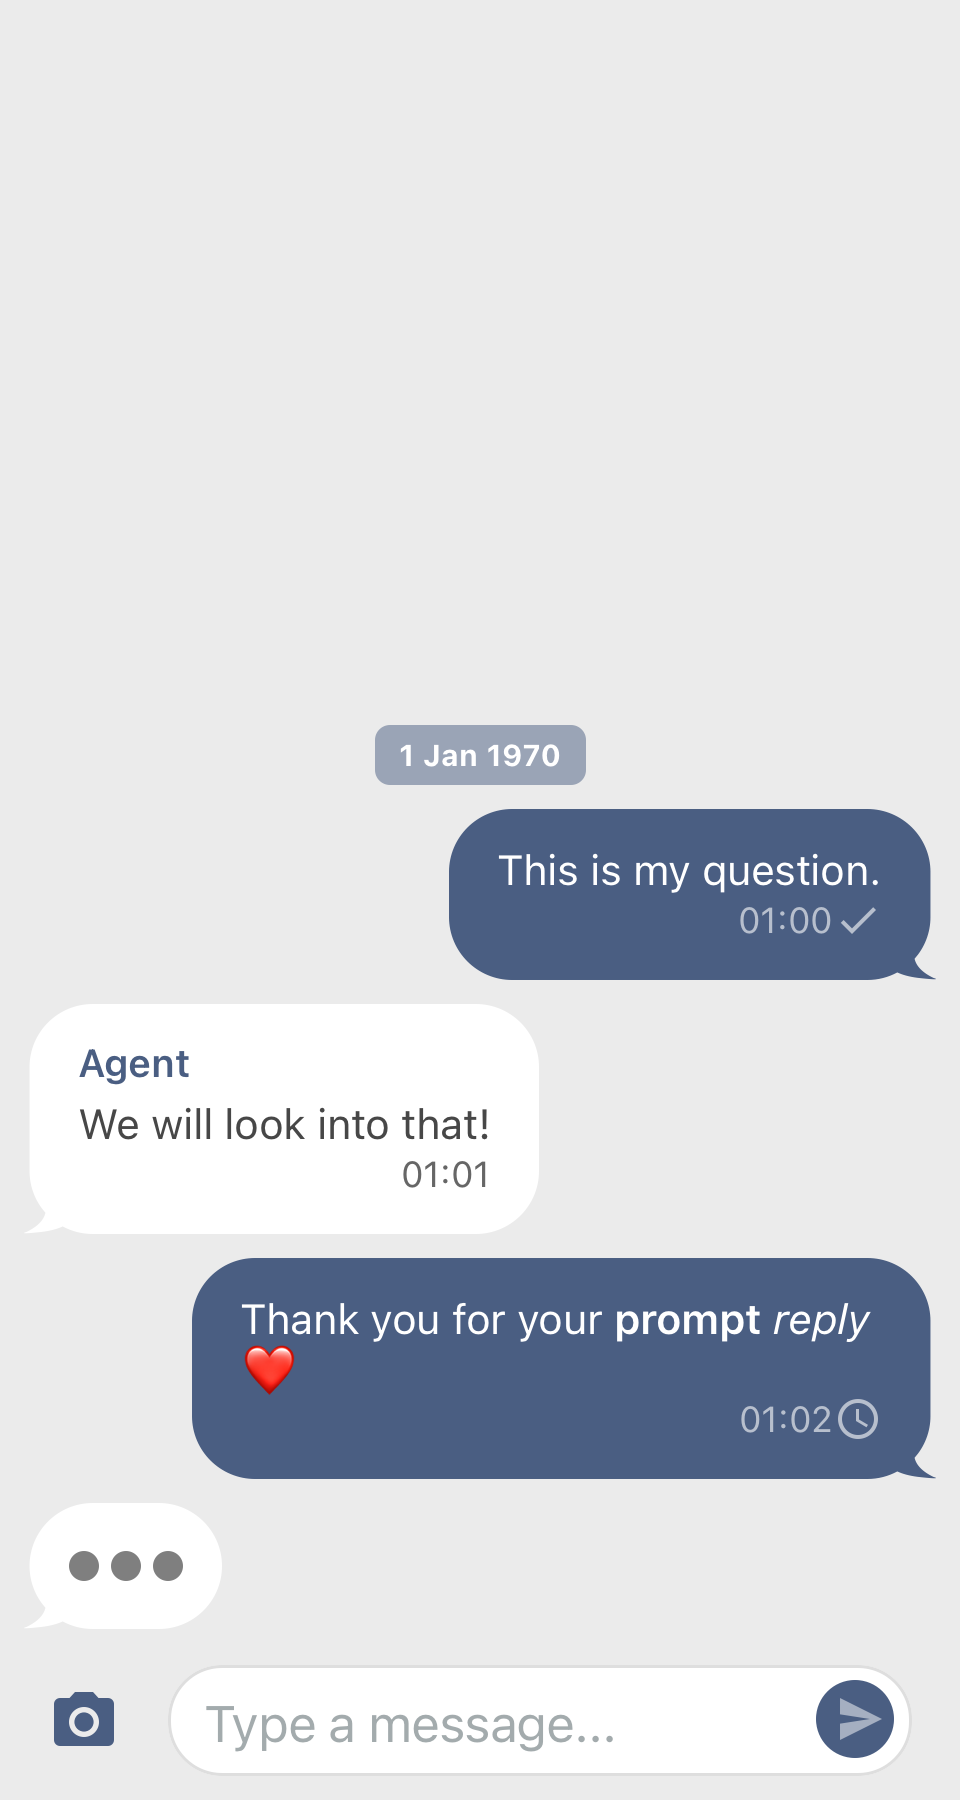 1 Jan 1970
This is my question.
01:00
Agent
We will look into that!
01:01
Thank you for your prompt reply
❤️
01:02
Type a message...